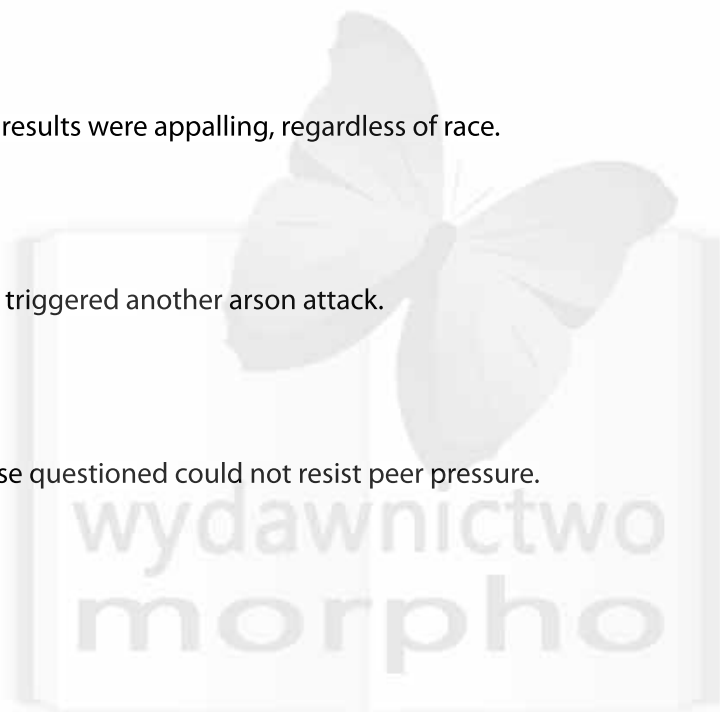 results were appalling, regardless of race.
triggered another arson attack.
se questioned could not resist peer pressure.
wydawnictwo
morpho